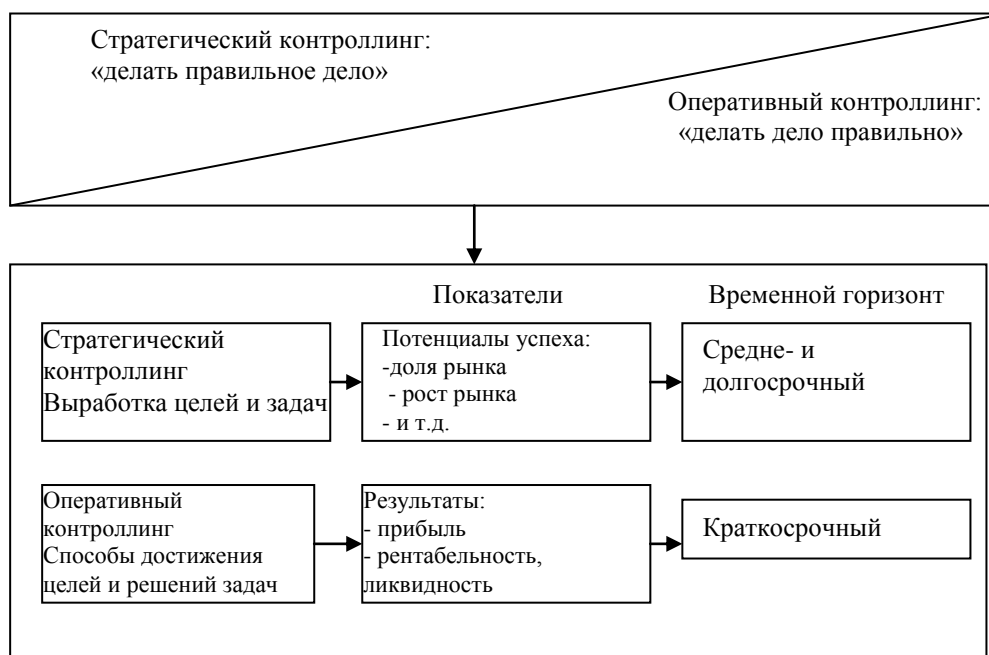 Стратегический контроллинг:
«делать правильное дело»
Оперативный контроллинг:
«делать дело правильно»
Показатели
Временной горизонт
Стратегический
контроллинг
Выработка целей и задач
Потенциалы успеха:
-доля рынка
- рост рынка
- и т.д.
Средне- и
долгосрочный
Оперативный
контроллинг
Способы достижения
целей и решений задач
Результаты:
- прибыль
- рентабельность,
ликвидность
Краткосрочный